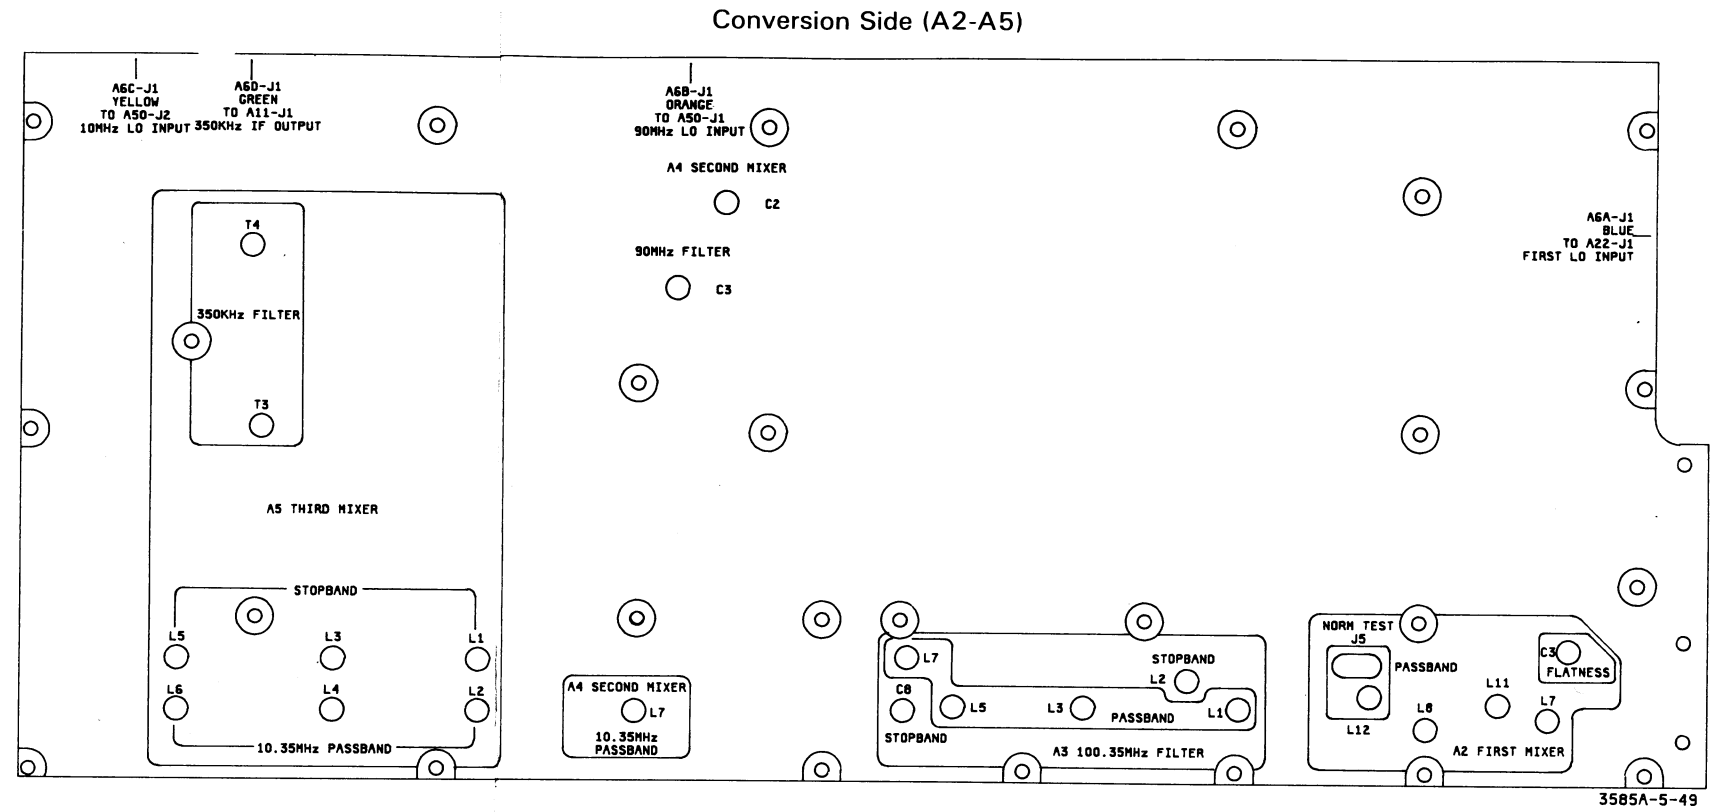 Conversion Side (A2-A5)
A6C-J1
YELLOW
TO A50-J2
10MHz LO INPUT
A6D-J1
GREEN
TO A11-J1
350KHz IF OUTPUT
A6B-J1
ORANGE
TO A50-J1
90MHz LO INPUT
A4 SECOND MIXER
C2
90MHz FILTER
C3
A6A-J1
BLUE
TO A22-J1
FIRST LO INPUT
T4
350KHz FILTER
T3
A5 THIRD MIXER
STOPBAND
L5
L3
L1
L6
L4
L2
10.35MHz PASSBAND
A4 SECOND MIXER
L7
10.35MHz
PASSBAND
L7
STOPBAND
L2
C8
L5
L3
PASSBAND
L1
STOPBAND
A3 100.35MHz FILTER
NORM TEST
J5
PASSBAND
L12
L8
L11
L7
C3
FLATNESS
A2 FIRST MIXER
3585A-5-49